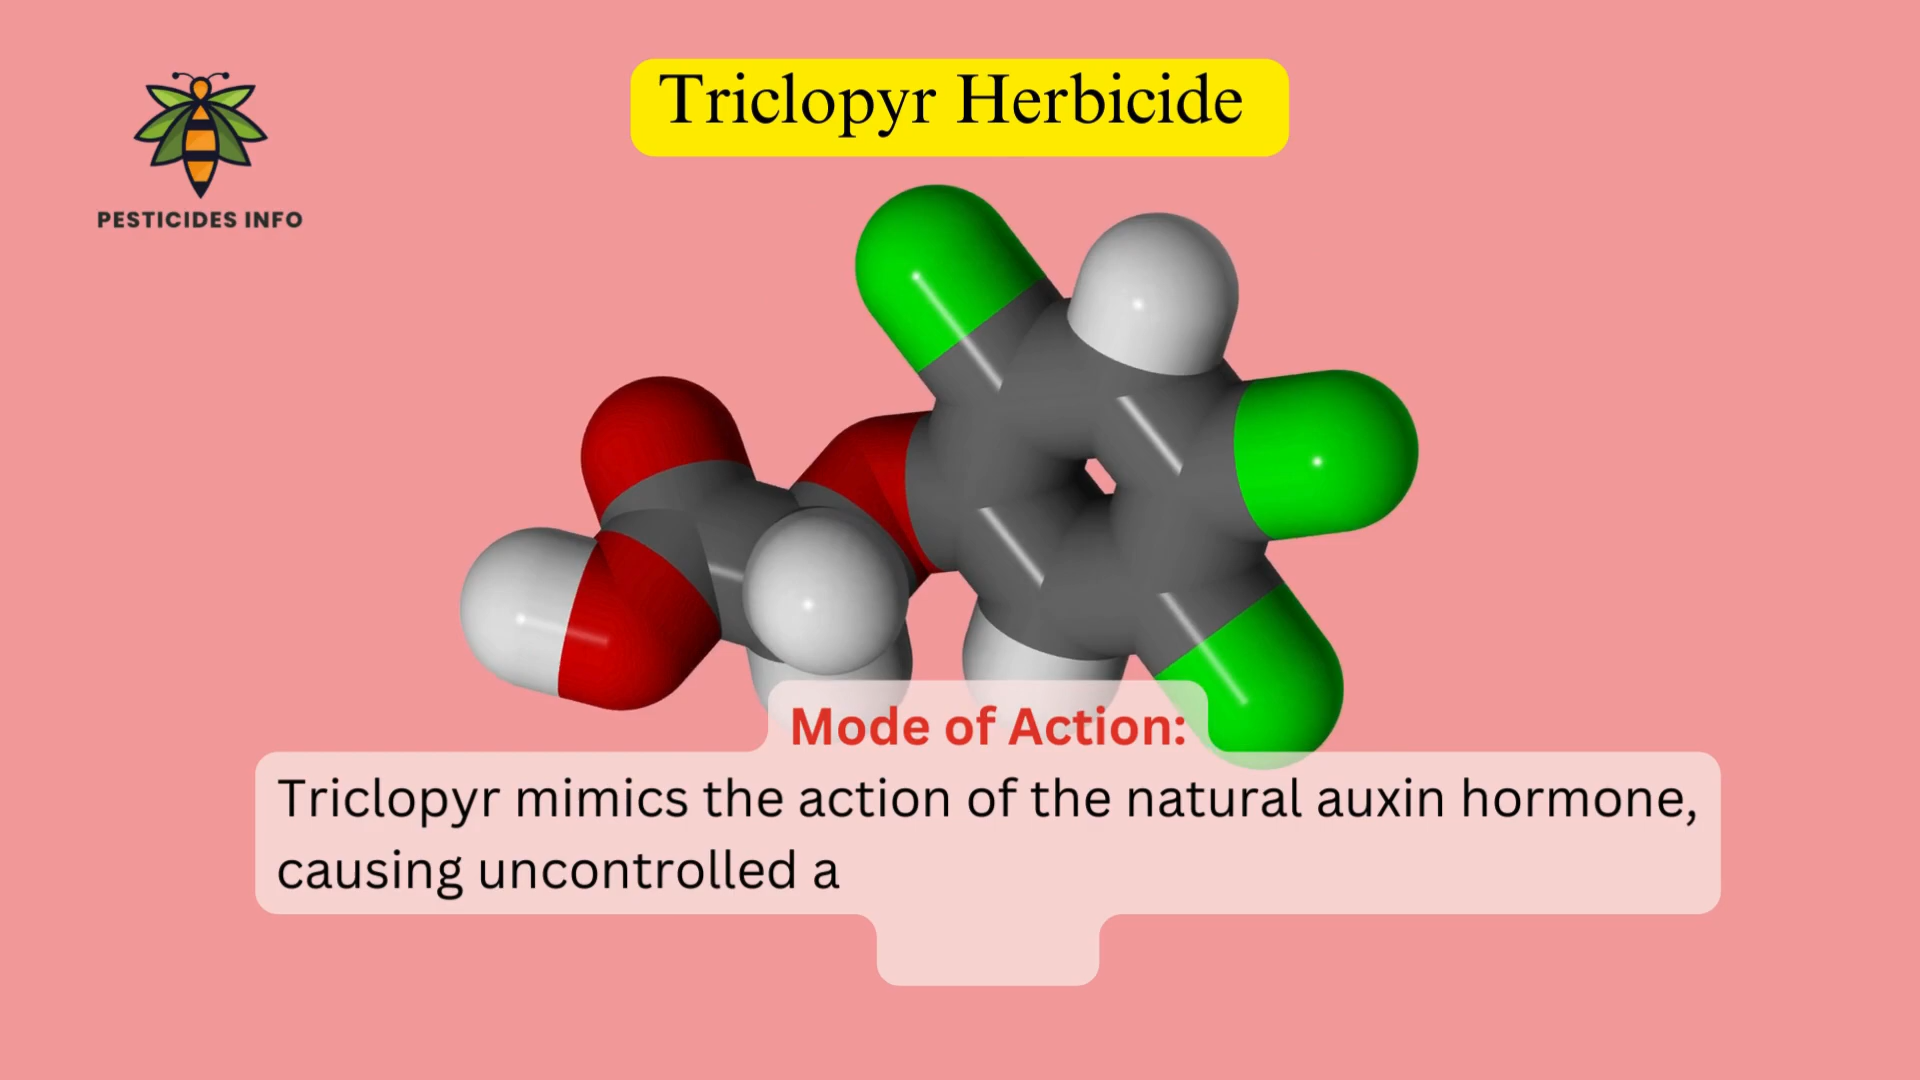 Triclopyr Herbicide
PESTICIDES INFO
Mode of Action:
Triclopyr mimics the action of the natural auxin hormone,
causing uncontrolled a